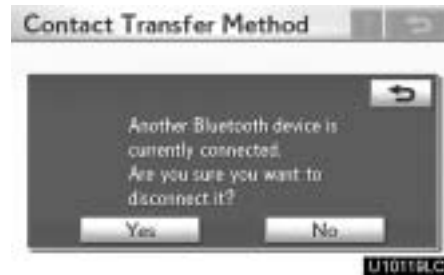 Contact Transfer Method
Another Bluetooth device is
currently connected.
Are you sure you want to
disconnect it?
Yes No
U10119LC